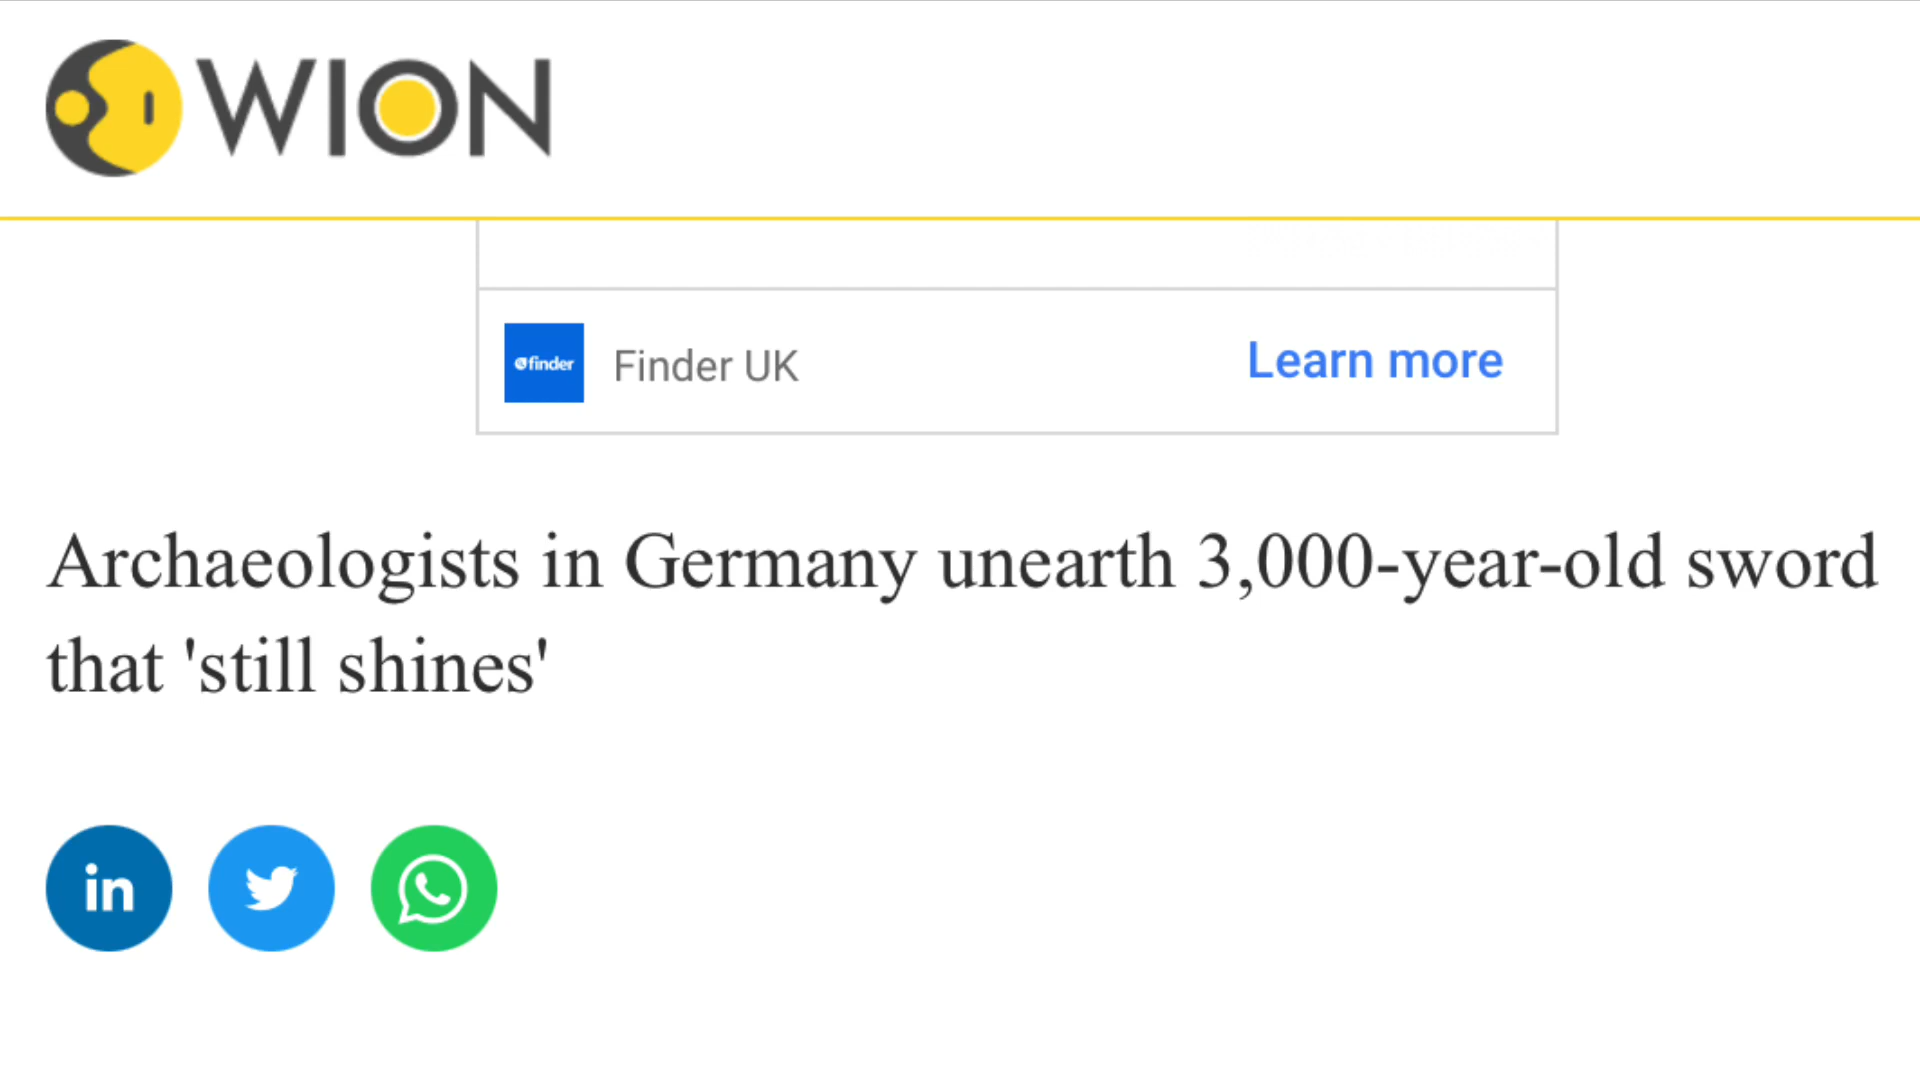 WION
finder
Finder UK
Learn more
Archaeologists in Germany unearth 3,000-year-old sword
that 'still shines'
in